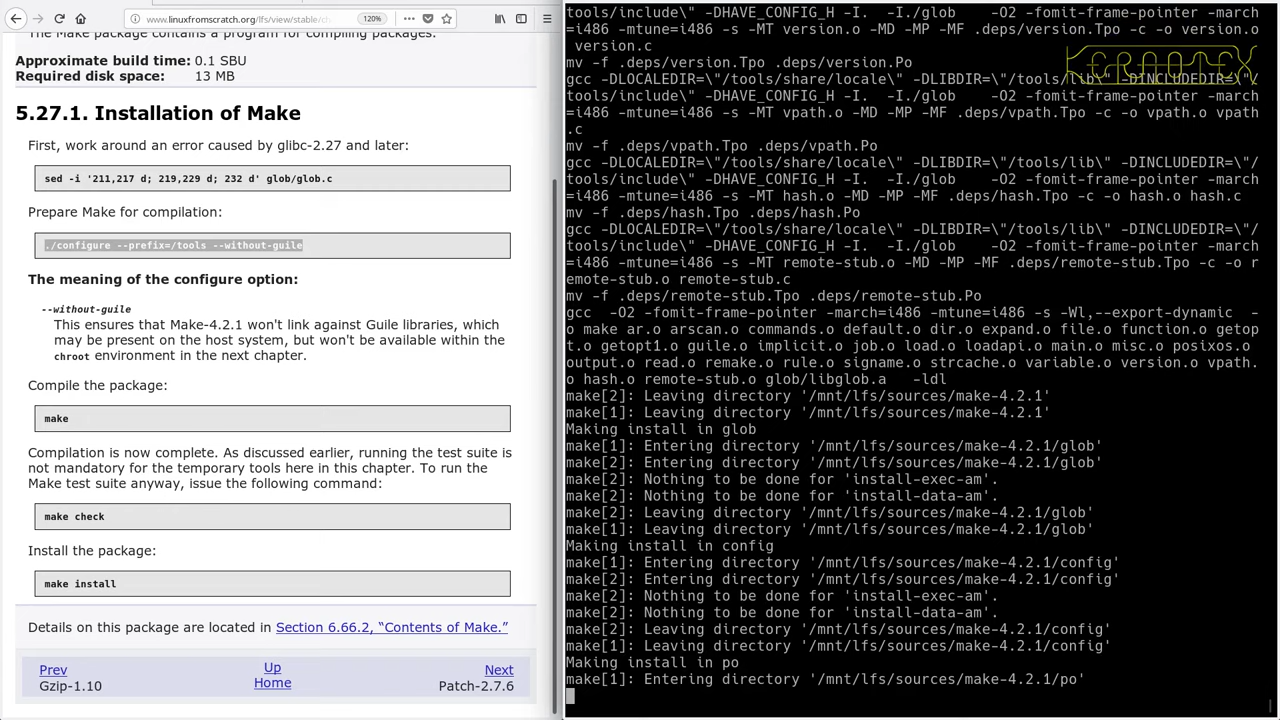 www.linuxfromscratch.org/lfs/view/stable/ch
120%
The Make package contains a program for compiling packages.
Approximate build time: 0.1 SBU
Required disk space: 13 MB
5.27.1. Installation of Make
First, work around an error caused by glibc-2.27 and later:
sed -i '211,217 d; 219,229 d; 232 d' glob/glob.c
Prepare Make for compilation:
./configure --prefix=/tools --without-guile
The meaning of the configure option:
--without-guile
This ensures that Make-4.2.1 won't link against Guile libraries, which
may be present on the host system, but won't be available within the
chroot environment in the next chapter.
Compile the package:
make
Compilation is now complete. As discussed earlier, running the test suite is
not mandatory for the temporary tools here in this chapter. To run the
Make test suite anyway, issue the following command:
make check
Install the package:
make install
Details on this package are located in Section 6.66.2, “Contents of Make.”
Prev
Gzip-1.10
Up
Home
Next
Patch-2.7.6
tools/include\" -DHAVE_CONFIG_H -I.  -I./glob    -O2 -fomit-frame-pointer -march
=i486 -mtune=i486 -s -MT version.o -MD -MP -MF .deps/version.Tpo -c -o version.o
 version.c
mv -f .deps/version.Tpo .deps/version.Po
gcc -DLOCALEDIR=\"/tools/share/locale\" -DLIBDIR=\"/tools/lib\" -DINCLUDEDIR=\"/
tools/include\" -DHAVE_CONFIG_H -I.  -I./glob    -O2 -fomit-frame-pointer -march
=i486 -mtune=i486 -s -MT vpath.o -MD -MP -MF .deps/vpath.Tpo -c -o vpath.o vpath
.c
mv -f .deps/vpath.Tpo .deps/vpath.Po
gcc -DLOCALEDIR=\"/tools/share/locale\" -DLIBDIR=\"/tools/lib\" -DINCLUDEDIR=\"/
tools/include\" -DHAVE_CONFIG_H -I.  -I./glob    -O2 -fomit-frame-pointer -march
=i486 -mtune=i486 -s -MT hash.o -MD -MP -MF .deps/hash.Tpo -c -o hash.o hash.c
mv -f .deps/hash.Tpo .deps/hash.Po
gcc -DLOCALEDIR=\"/tools/share/locale\" -DLIBDIR=\"/tools/lib\" -DINCLUDEDIR=\"/
tools/include\" -DHAVE_CONFIG_H -I.  -I./glob    -O2 -fomit-frame-pointer -march
=i486 -mtune=i486 -s -MT remote-stub.o -MD -MP -MF .deps/remote-stub.Tpo -c -o r
emote-stub.o remote-stub.c
mv -f .deps/remote-stub.Tpo .deps/remote-stub.Po
gcc  -O2 -fomit-frame-pointer -march=i486 -mtune=i486 -s -Wl,--export-dynamic  -
o make ar.o arscan.o commands.o default.o dir.o expand.o file.o function.o getop
t.o getopt1.o guile.o implicit.o job.o load.o loadapi.o main.o misc.o posixos.o
output.o read.o remake.o rule.o signame.o strcache.o variable.o version.o vpath.
o hash.o remote-stub.o glob/libglob.a   -ldl
make[2]: Leaving directory '/mnt/lfs/sources/make-4.2.1'
make[1]: Leaving directory '/mnt/lfs/sources/make-4.2.1'
Making install in glob
make[1]: Entering directory '/mnt/lfs/sources/make-4.2.1/glob'
make[2]: Entering directory '/mnt/lfs/sources/make-4.2.1/glob'
make[2]: Nothing to be done for 'install-exec-am'.
make[2]: Nothing to be done for 'install-data-am'.
make[2]: Leaving directory '/mnt/lfs/sources/make-4.2.1/glob'
make[1]: Leaving directory '/mnt/lfs/sources/make-4.2.1/glob'
Making install in config
make[1]: Entering directory '/mnt/lfs/sources/make-4.2.1/config'
make[2]: Entering directory '/mnt/lfs/sources/make-4.2.1/config'
make[2]: Nothing to be done for 'install-exec-am'.
make[2]: Nothing to be done for 'install-data-am'.
make[2]: Leaving directory '/mnt/lfs/sources/make-4.2.1/config'
make[1]: Leaving directory '/mnt/lfs/sources/make-4.2.1/config'
Making install in po
make[1]: Entering directory '/mnt/lfs/sources/make-4.2.1/po'